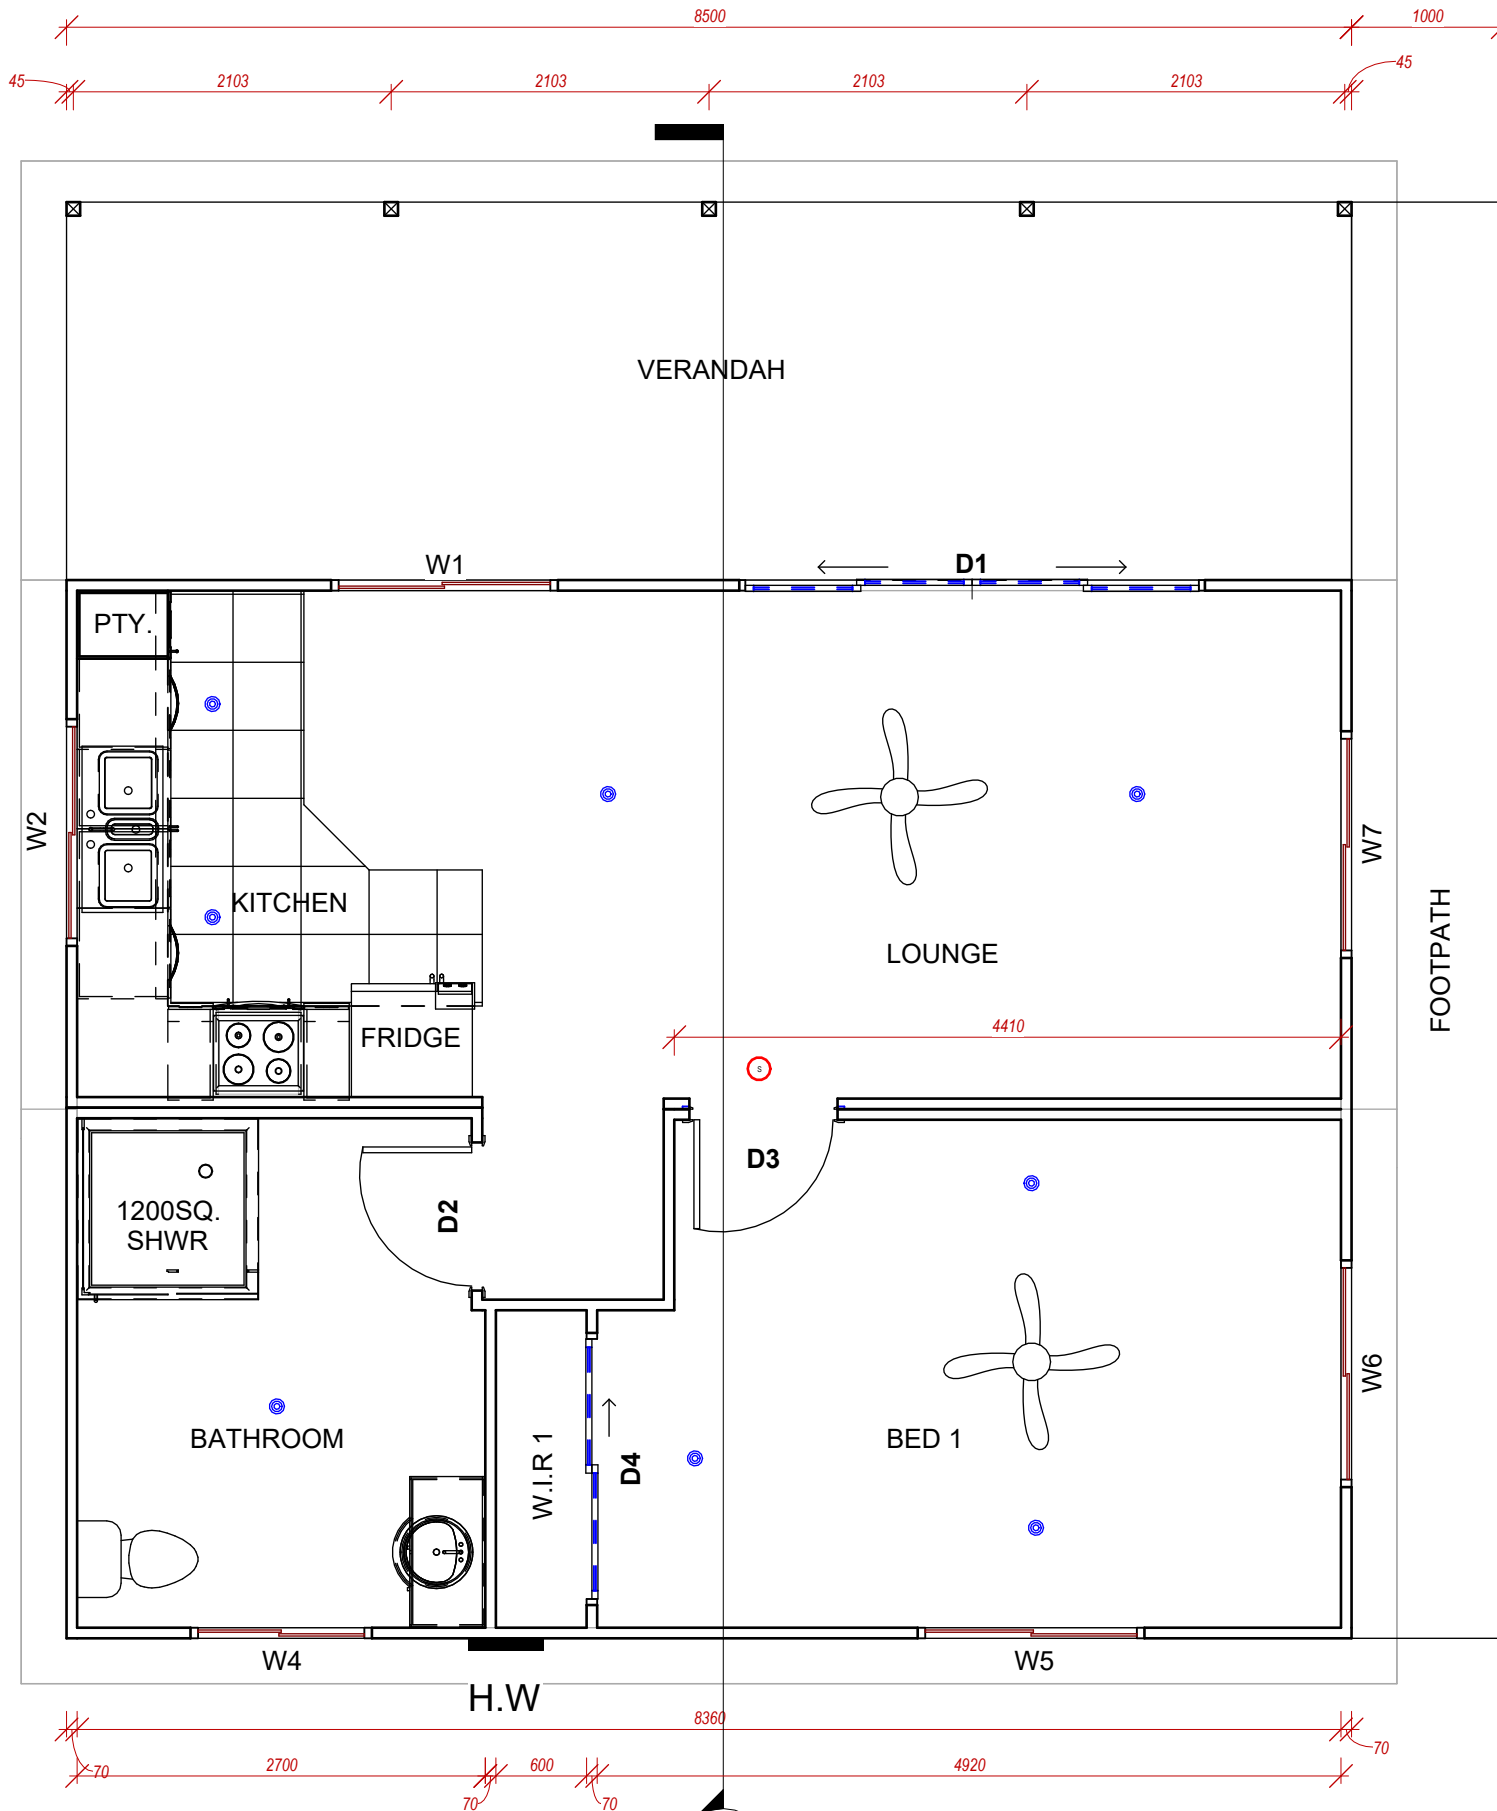 8500
1000
45
2103
2103
2103
2103
45
VERANDAH
W1
D1
PTY.
W2
KITCHEN
W7
LOUNGE
FOOTPATH
FRIDGE
4410
S
D3
1200SQ.
SHWR
D2
W6
BATHROOM
W.I.R 1
D4
BED 1
W4
W5
H.W
8360
70
70
2700
600
4920
70
70